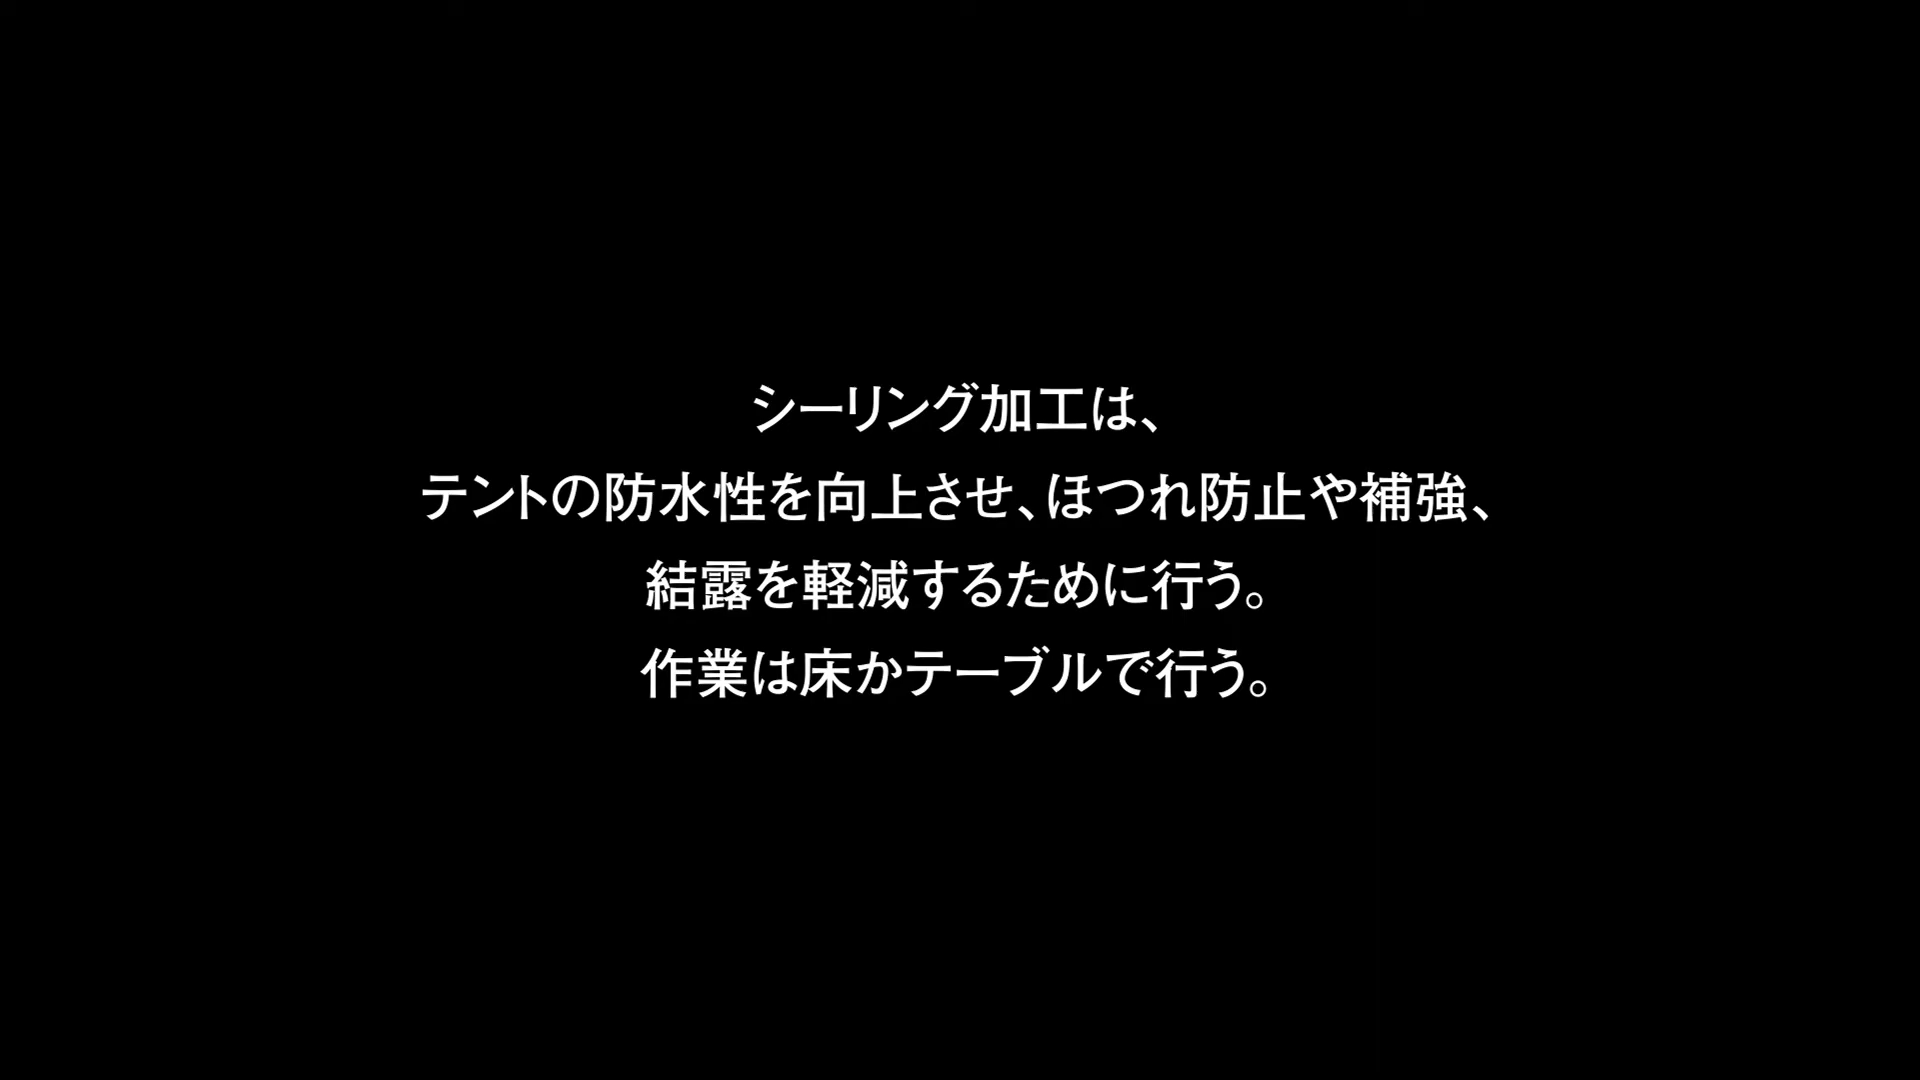 シーリング加工は、
テントの防水性を向上させ、ほつれ防止や補強、
結露を軽減するために行う。
作業は床かテーブルで行う。